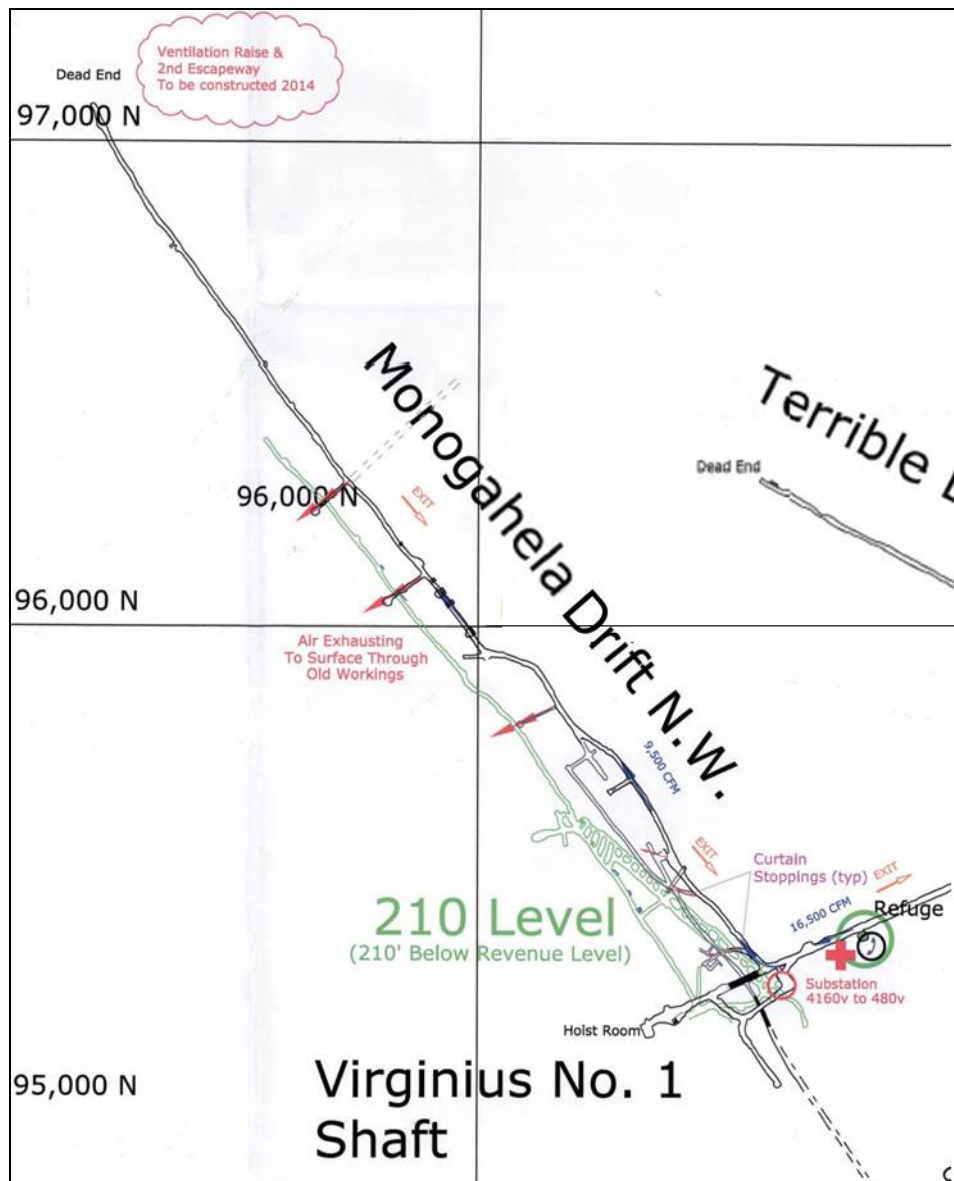 Ventilation Raise &
2nd Escapeway
To be constructed 2014
Dead End
97,000 N
Monogahela Drift N.W.
Terrible
Dead End
96,000 N
EXIT
96,000 N
Air Exhausting
To Surface Through
Old Workings
9,500 CFM
EXIT
Curtain
Stoppings (typ)
EXIT
16,500 CFM
Refuge
210 Level
(210' Below Revenue Level)
Substation
4160v to 480v
Hoist Room
95,000 N
Virginius No. 1
Shaft